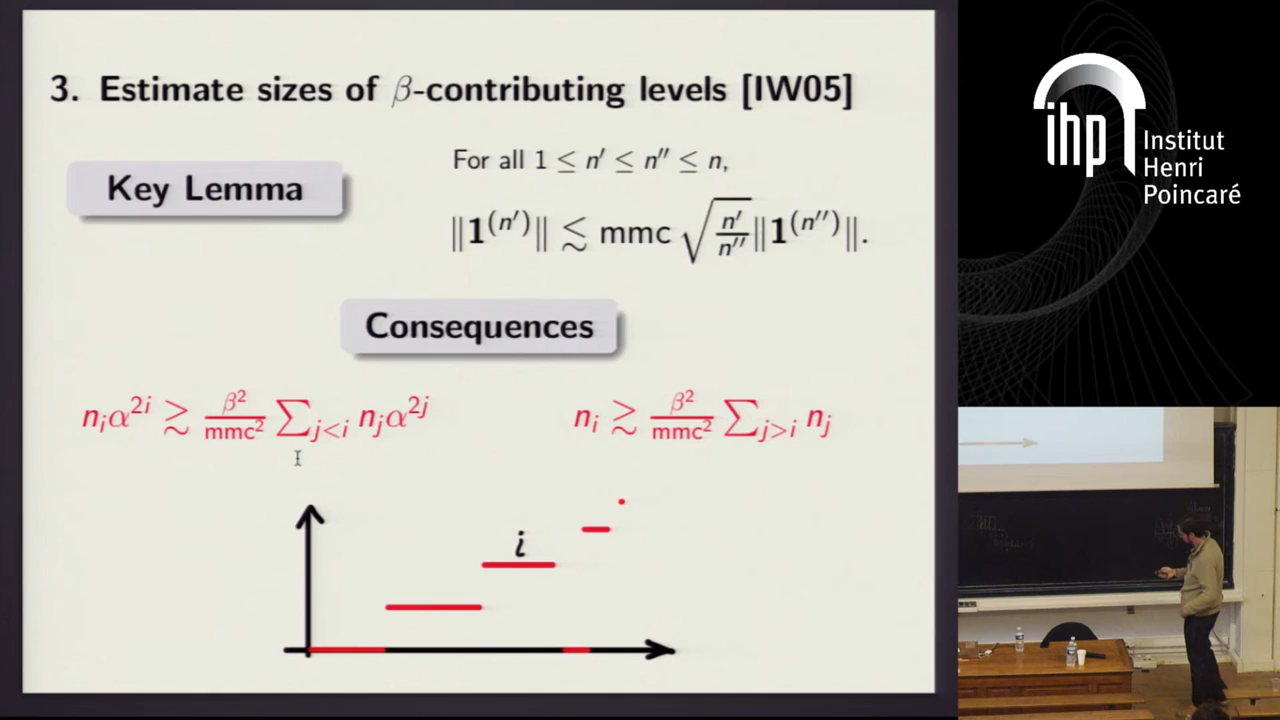 3. Estimate sizes of β-contributing levels [IW05]
Key Lemma
For all 1 ≤ n′ ≤ n″ ≤ n,
‖1^(n′)‖ ≲ mmc √(n′/n″) ‖1^(n″)‖.
Consequences
n_i α^{2i} ≳ β²/mmc² ∑_{j<i} n_j α^{2j}
n_i ≳ β²/mmc² ∑_{j>i} n_j
i
ihp
Institut
Henri
Poincaré